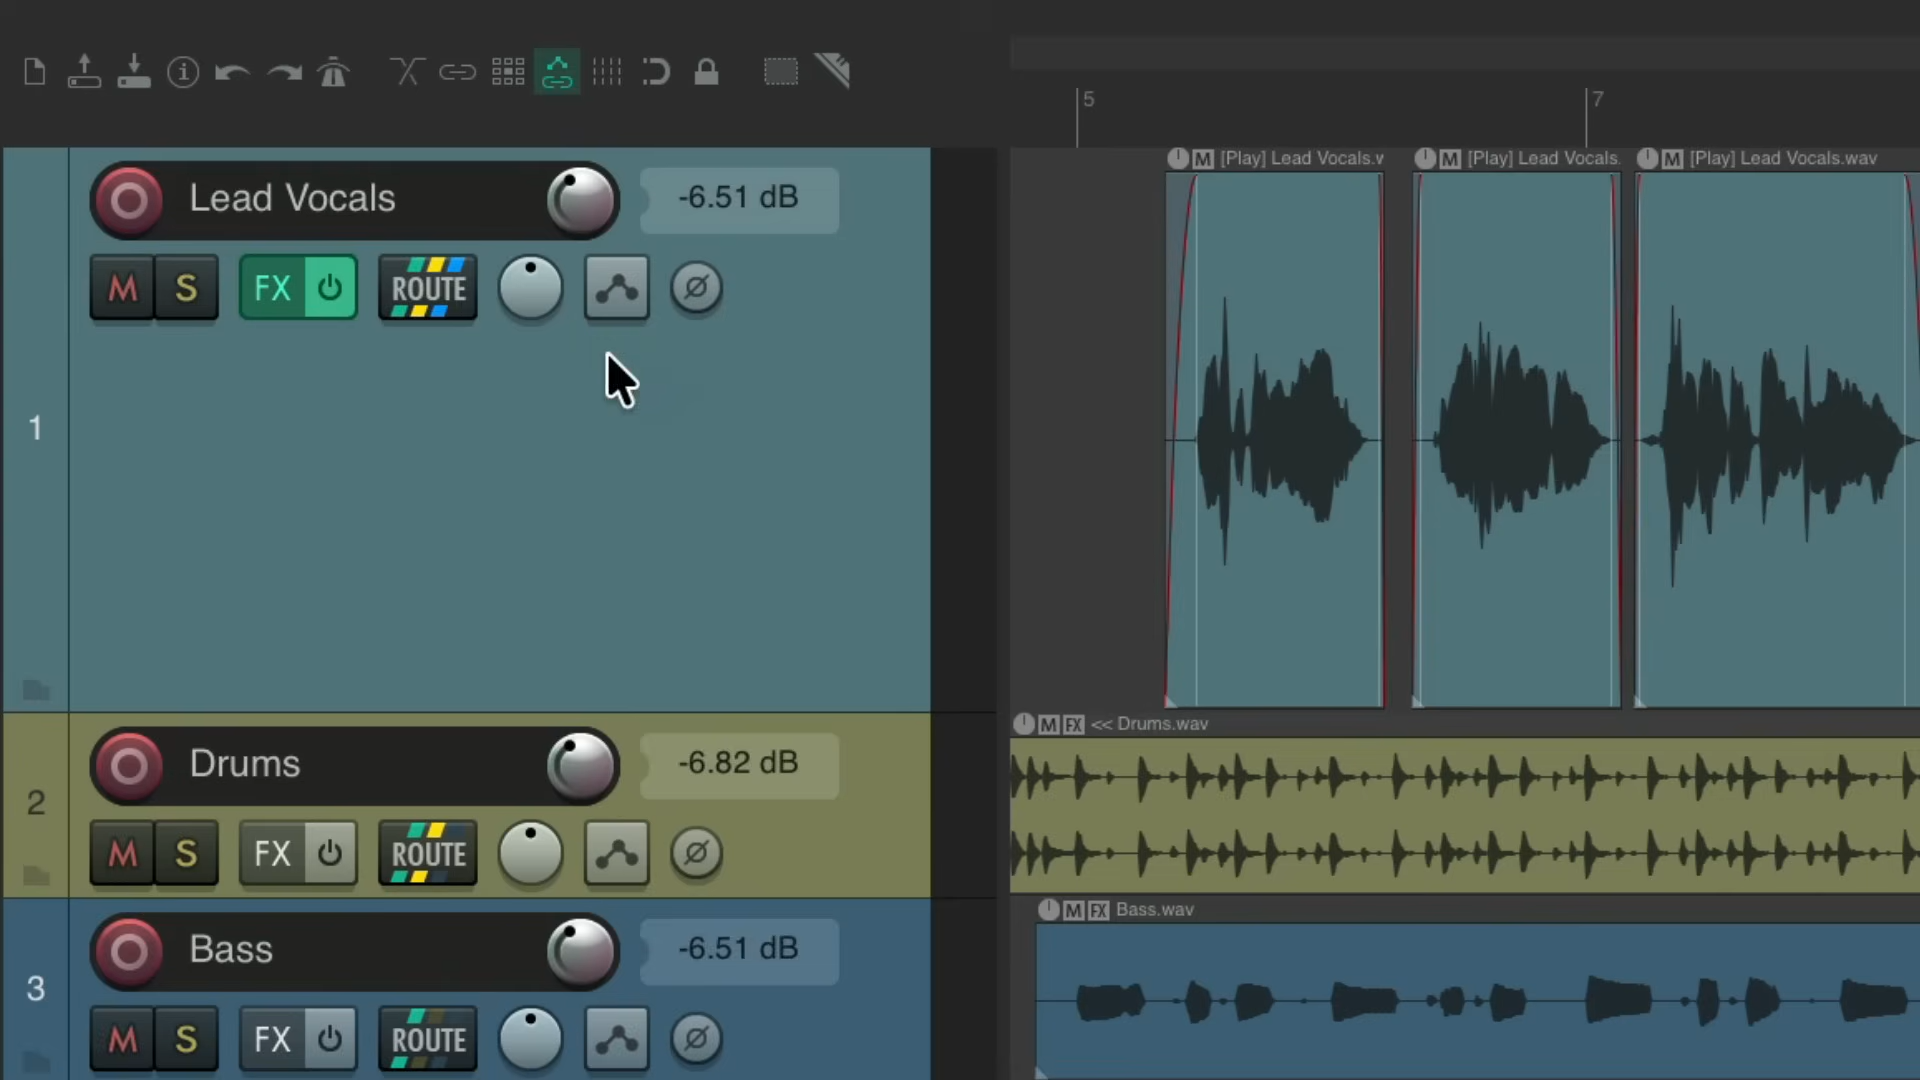 5 7
M [Play] Lead Vocals.w M [Play] Lead Vocals. M [Play] Lead Vocals.wav
Lead Vocals -6.51 dB
M S FX ROUTE
1
M FX << Drums.wav
Drums -6.82 dB
2
M S FX ROUTE
M FX Bass.wav
Bass -6.51 dB
3
M S FX ROUTE